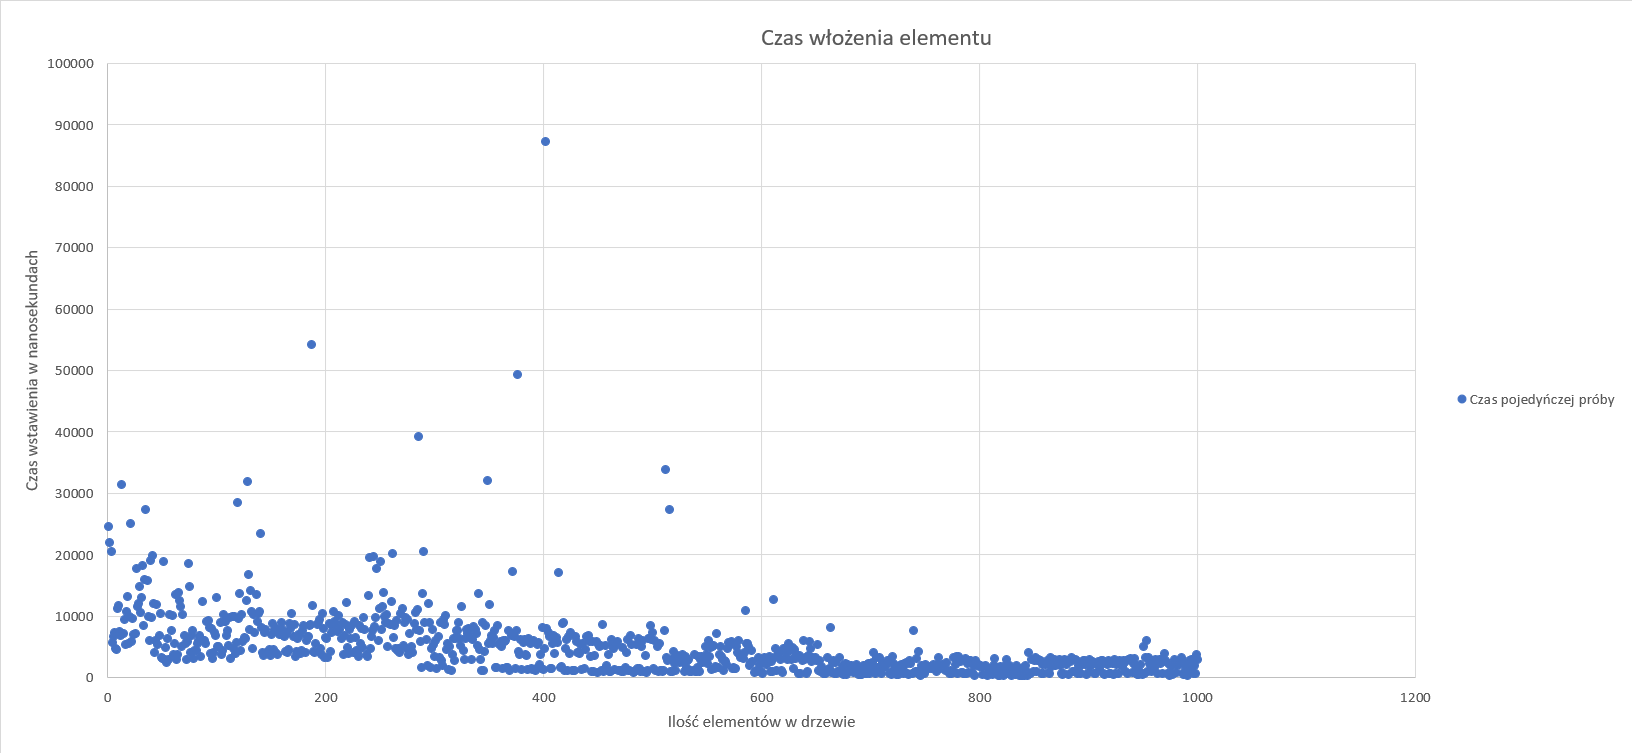 Czas włożenia elementu
100000
90000
80000
70000
60000
50000
40000
30000
20000
10000
0
Czas wstawienia w nanosekundach
0 200 400 600 800 1000 1200
Ilość elementów w drzewie
Czas pojedyńczej próby